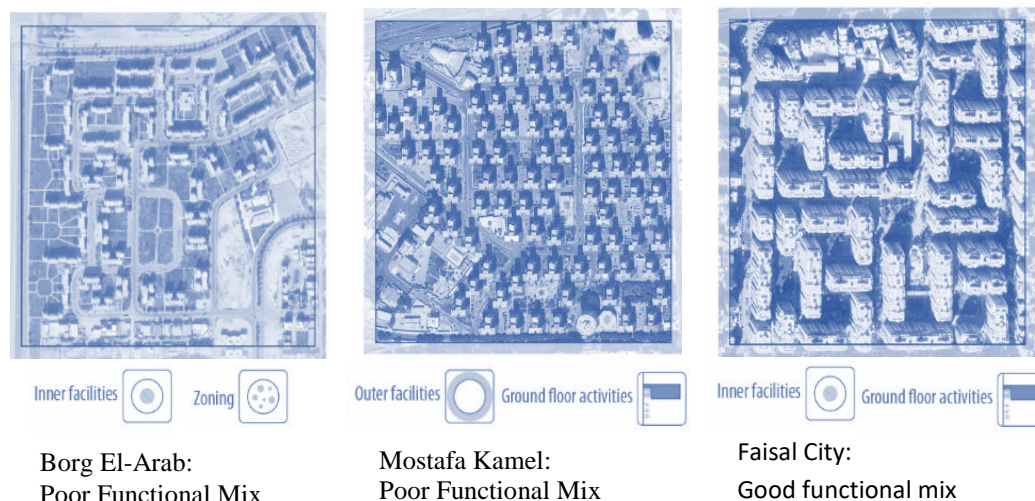 Inner facilities
Zoning
Outer facilities
Ground floor activities
Inner facilities
Ground floor activities
Borg El-Arab:
Poor Functional Mix
Mostafa Kamel:
Poor Functional Mix
Faisal City:
Good functional mix